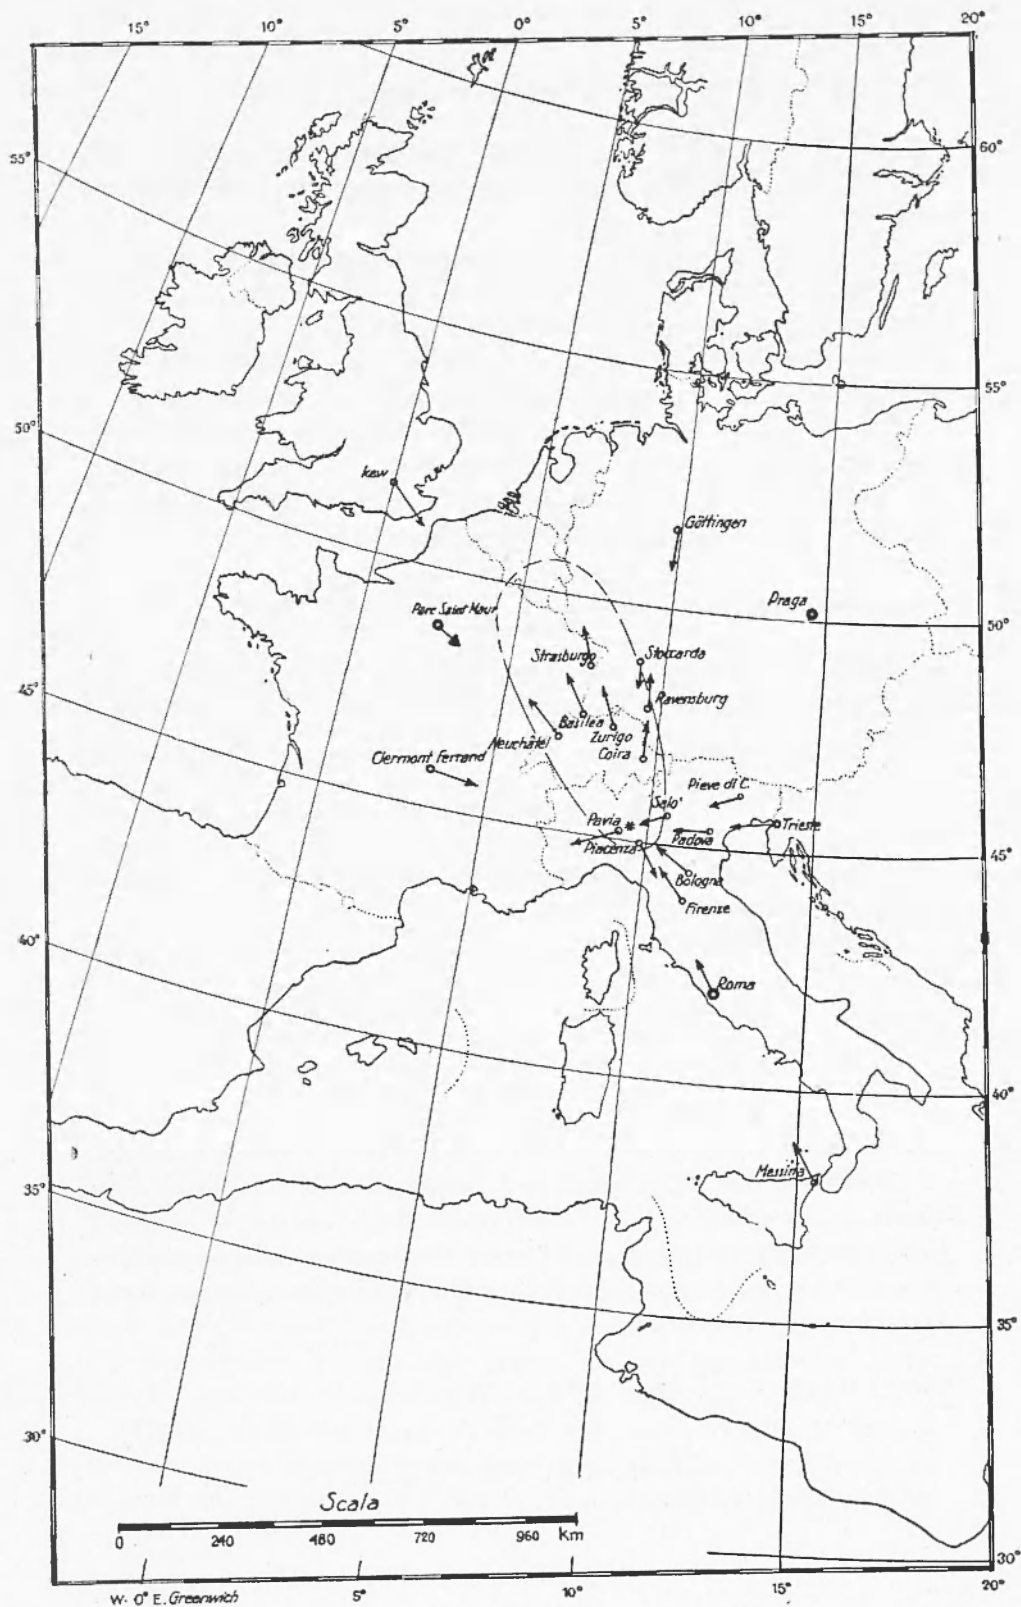 15° 10° 5° 0° 5° 10° 15° 20°
55°
60°
50°
55°
Kew
Göttingen
Parc Saint Maur
Praga
50°
Strasburgo
Stoccarda
45°
Ravensburg
Basilea
Neuchâtel
Zurigo
Clermont Ferrand
Coira
Pieve di C.
Salo'
Pavia
Trieste
Piacenza
Padova
45°
Bologna
Firenze
40°
Roma
40°
Messina
35°
35°
30°
Scala
0 240 480 720 960 Km
30°
W. 0° E. Greenwich 5° 10° 15° 20°